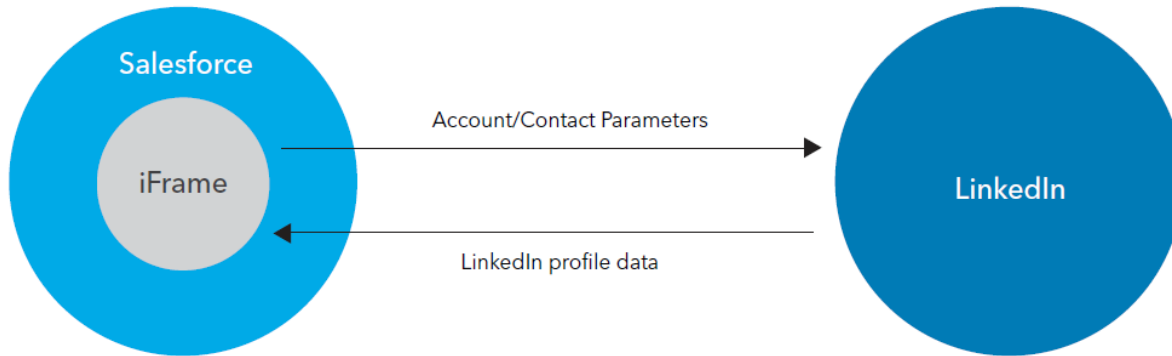 Salesforce
iFrame
Account/Contact Parameters
LinkedIn profile data
LinkedIn